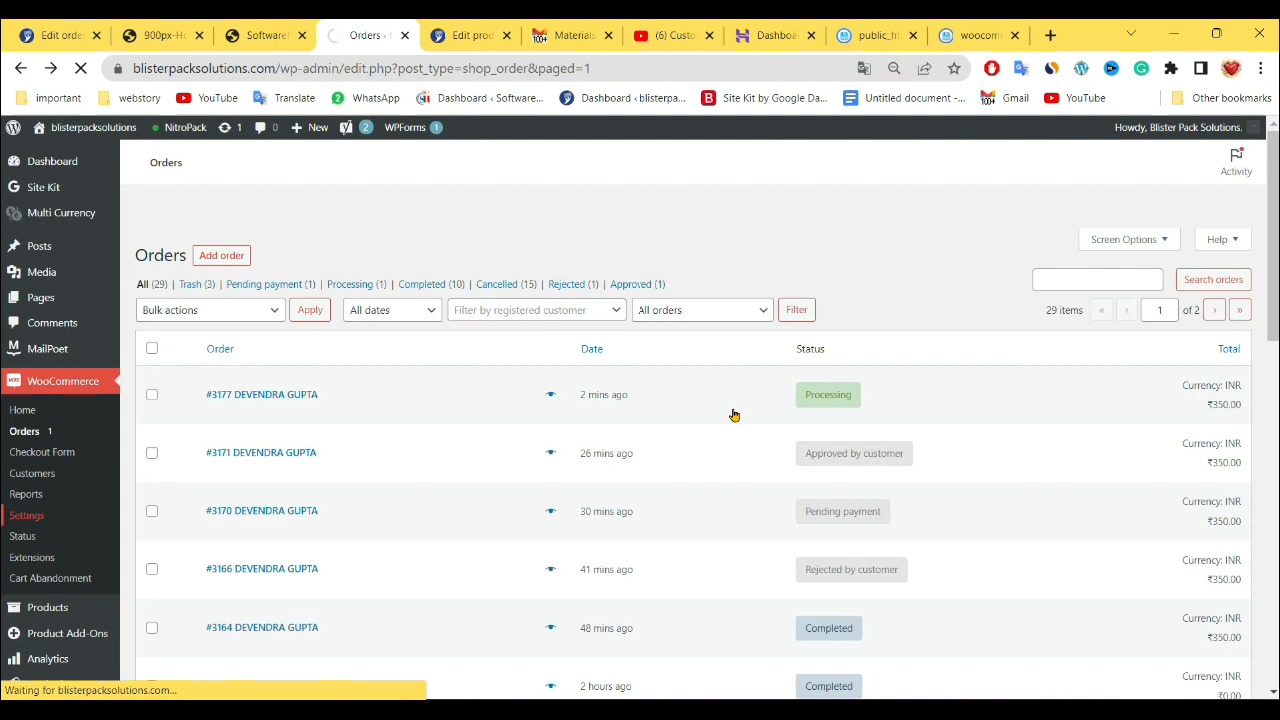 Edit orde
900px-Ho
Softwarel
Orders ‹
Edit prod
Materials
(6) Custo
Dashboa
public_ht
woocom
blisterpacksolutions.com/wp-admin/edit.php?post_type=shop_order&paged=1
important
webstory
YouTube
Translate
WhatsApp
Dashboard ‹ Software...
Dashboard ‹ blisterpa...
Site Kit by Google Da...
Untitled document -...
Gmail
YouTube
Other bookmarks
blisterpacksolutions
NitroPack
1
0
New
2
WPForms 1
Howdy, Blister Pack Solutions.
Dashboard
Site Kit
Multi Currency
Posts
Media
Pages
Comments
MailPoet
WooCommerce
Home
Orders 1
Checkout Form
Customers
Reports
Settings
Status
Extensions
Cart Abandonment
Products
Product Add-Ons
Analytics
Orders
Activity
Screen Options
Help
Orders
Add order
All (29) | Trash (3) | Pending payment (1) | Processing (1) | Completed (10) | Cancelled (15) | Rejected (1) | Approved (1)
Search orders
Bulk actions
Apply
All dates
Filter by registered customer
All orders
Filter
29 items « ‹ 1 of 2 › »
Order Date Status Total
#3177 DEVENDRA GUPTA 2 mins ago Processing Currency: INR
₹350.00
#3171 DEVENDRA GUPTA 26 mins ago Approved by customer Currency: INR
₹350.00
#3170 DEVENDRA GUPTA 30 mins ago Pending payment Currency: INR
₹350.00
#3166 DEVENDRA GUPTA 41 mins ago Rejected by customer Currency: INR
₹350.00
#3164 DEVENDRA GUPTA 48 mins ago Completed Currency: INR
₹350.00
2 hours ago Completed Currency: INR
₹0.00
Waiting for blisterpacksolutions.com...